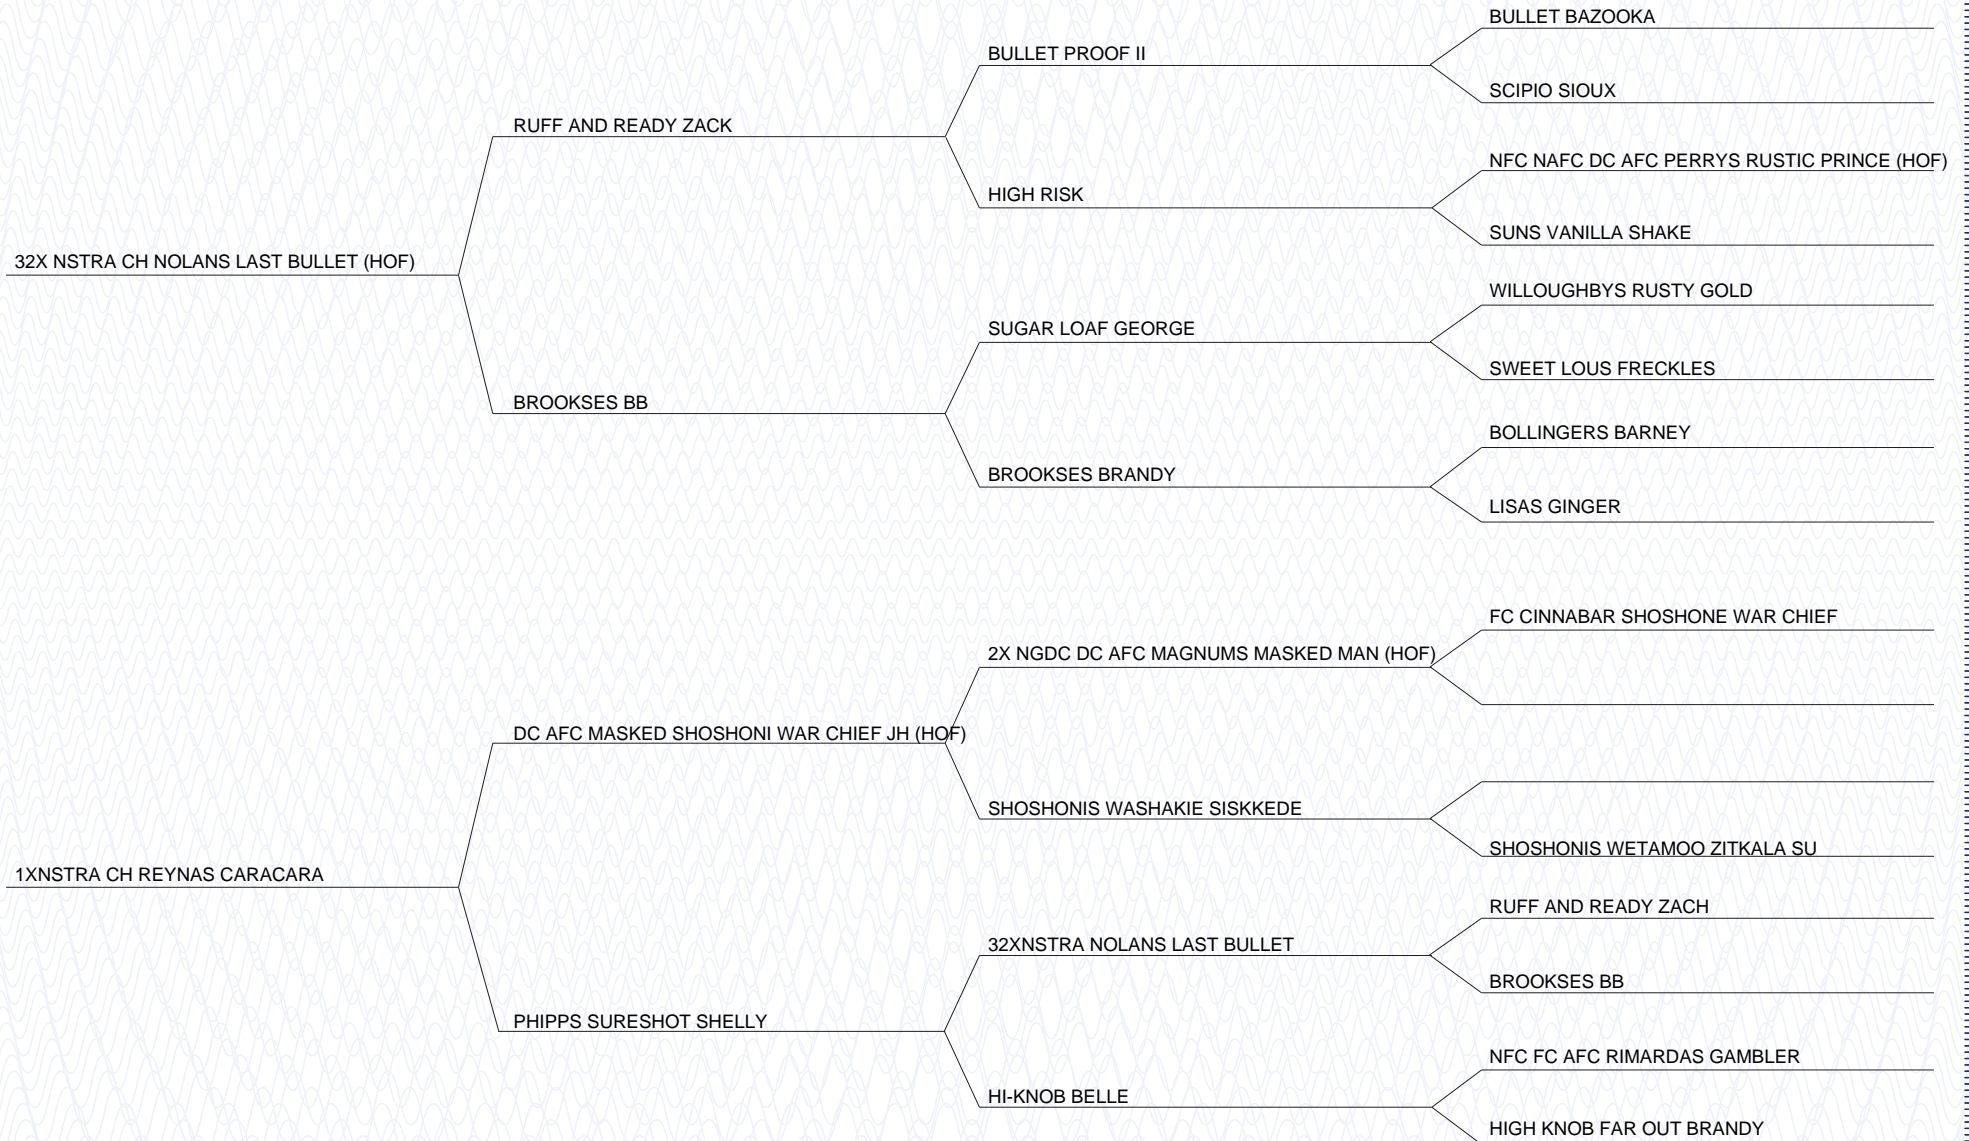 BULLET BAZOOKA
BULLET PROOF II
SCIPIO SIOUX
RUFF AND READY ZACK
NFC NAFC DC AFC PERRYS RUSTIC PRINCE (HOF)
HIGH RISK
SUNS VANILLA SHAKE
32X NSTRA CH NOLANS LAST BULLET (HOF)
WILLOUGHBYS RUSTY GOLD
SUGAR LOAF GEORGE
SWEET LOUS FRECKLES
BROOKSES BB
BOLLINGERS BARNEY
BROOKSES BRANDY
LISAS GINGER
FC CINNABAR SHOSHONE WAR CHIEF
2X NGDC DC AFC MAGNUMS MASKED MAN (HOF)
DC AFC MASKED SHOSHONI WAR CHIEF JH (HOF)
SHOSHONIS WASHAKIE SISKKEDE
SHOSHONIS WETAMOO ZITKALA SU
1XNSTRA CH REYNAS CARACARA
RUFF AND READY ZACH
32XNSTRA NOLANS LAST BULLET
BROOKSES BB
PHIPPS SURESHOT SHELLY
NFC FC AFC RIMARDAS GAMBLER
HI-KNOB BELLE
HIGH KNOB FAR OUT BRANDY